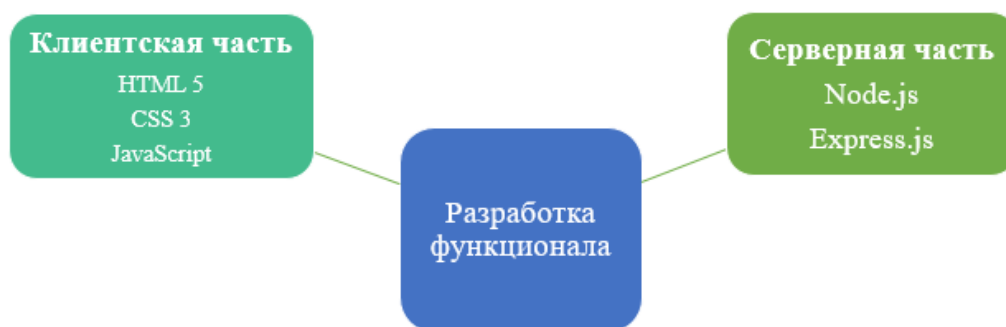 Клиентская часть
HTML 5
CSS 3
JavaScript
Серверная часть
Node.js
Express.js
Разработка
функционала